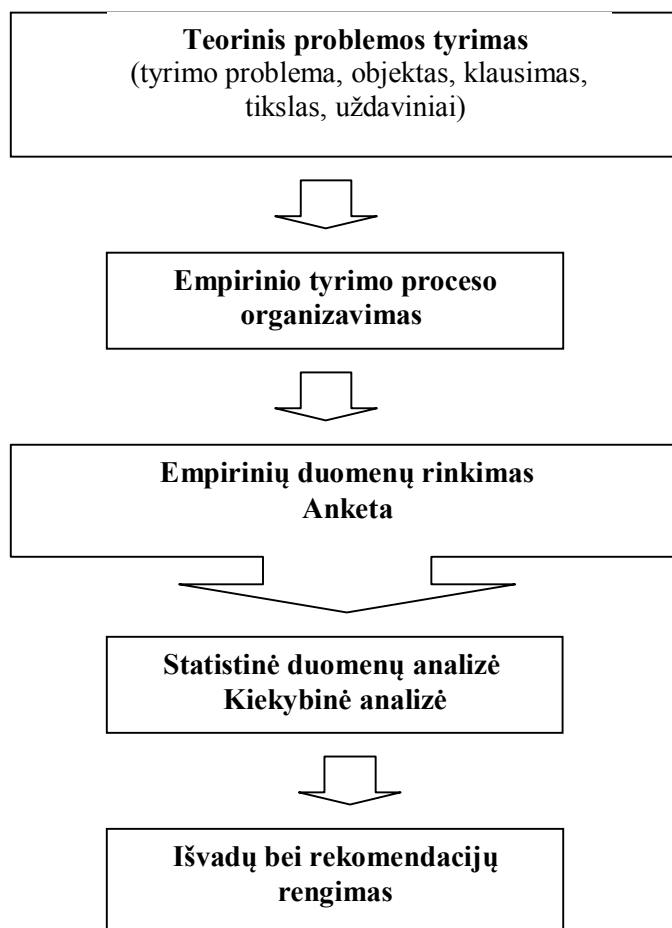 Teorinis problemos tyrimas
(tyrimo problema, objektas, klausimas,
tikslas, uždaviniai)
Empirinio tyrimo proceso
organizavimas
Empirinių duomenų rinkimas
Anketa
Statistinė duomenų analizė
Kiekybinė analizė
Išvadų bei rekomendacijų
rengimas